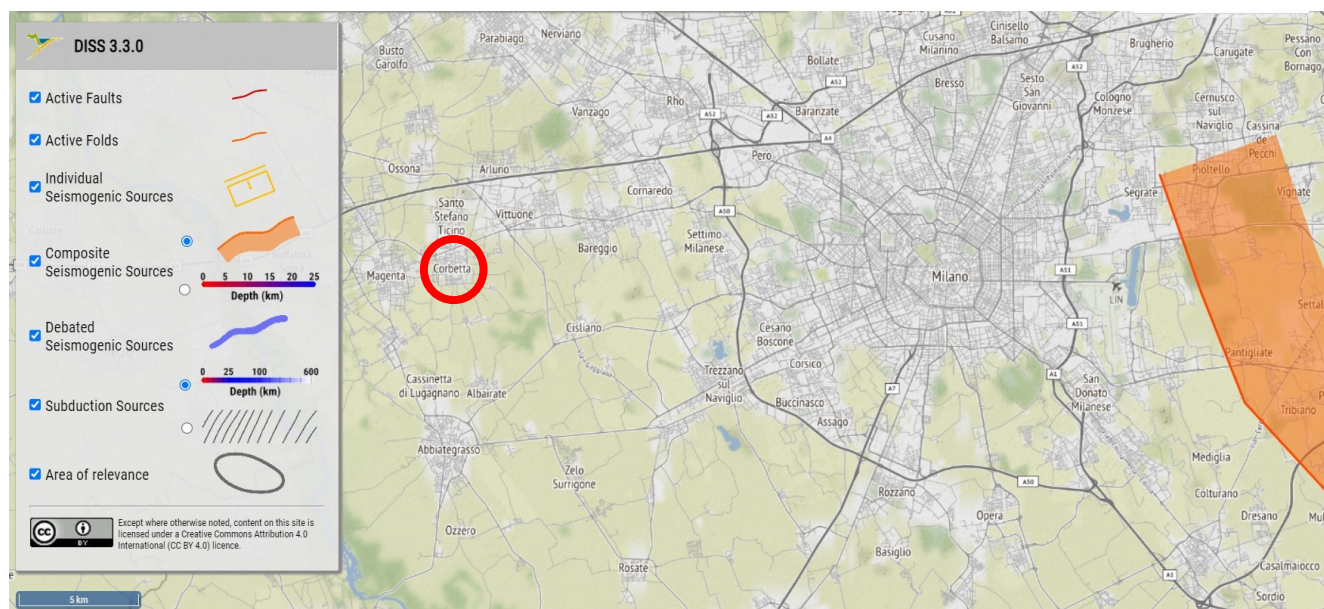 DISS 3.3.0
Active Faults
Active Folds
Individual
Seismogenic Sources
Composite
Seismogenic Sources
0 5 10 15 20 25
Depth (km)
Debated
Seismogenic Sources
0 25 100 600
Depth (km)
Subduction Sources
Area of relevance
CC BY
Except where otherwise noted, content on this site is
licensed under a Creative Commons Attribution 4.0
International (CC BY 4.0) licence.
5 km
Busto
Garolfo
Parabiago
Nerviano
Cusano
Milanino
Cinisello
Balsamo
Brugherio
Carugate
Pessano
Con
Bornago
Bollate
Bresso
Sesto
San
Giovanni
A52
Cologno
Monzese
Cernusco
sul
Naviglio
Cassina
de'
Pecchi
Vanzago
Rho
A52
A52
Baranzate
A4
Pero
Ossona
Arluno
Cornaredo
Pioltello
Vignate
Segrate
Santo
Stefano
Ticino
Vittuone
A50
Settimo
Milanese
Bareggio
Magenta
Corbetta
Milano
A51
LIN
Settal
Cisliano
Cesano
Boscone
Corsico
A51
Pantigliate
Cassinetta
di Lugagnano
Albairate
Trezzano
sul
Naviglio
Buccinasco
Assago
A7
A1
San
Donato
Milanese
Tribiano
Abbiategrasso
Zelo
Surrigone
Rozzano
A50
Mediglia
Colturano
Opera
Dresano
Ozzero
Rosate
Basiglio
Casalmaiocco
A1
Sordio